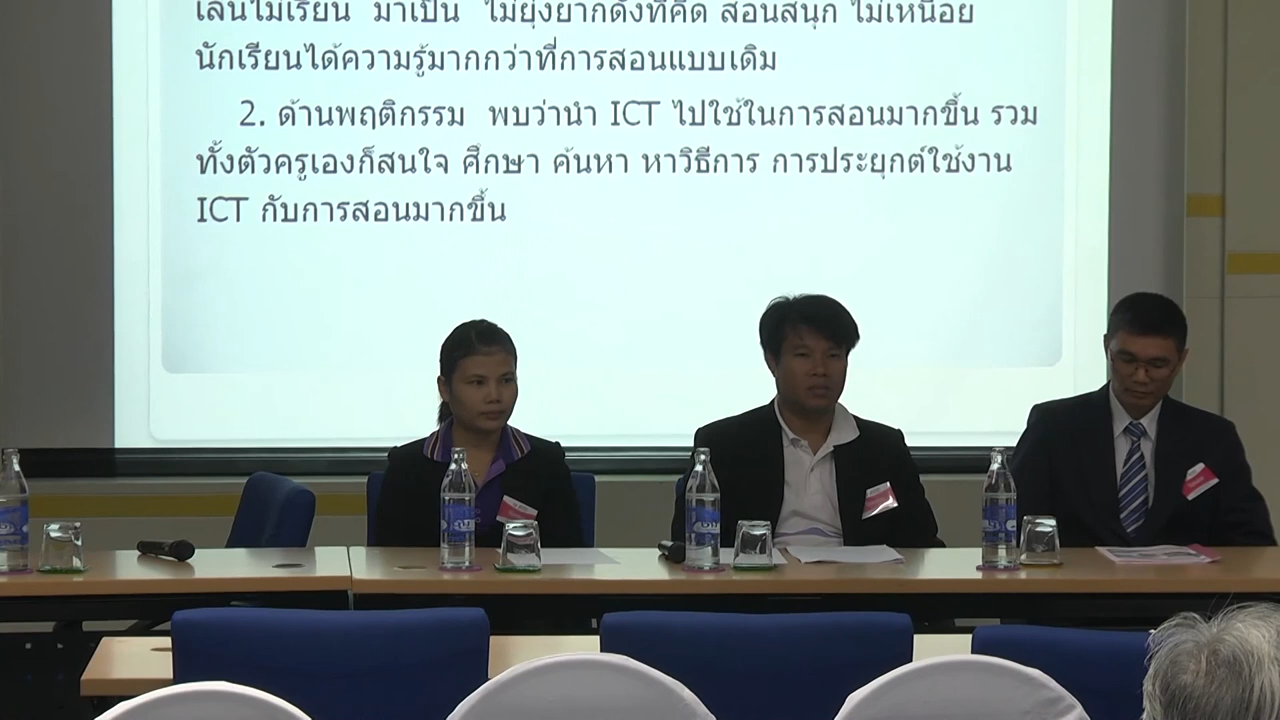 เล่นไม่เรียน มาเป็น ไม่ยุ่งยากดังที่คิด สอนสนุก ไม่เหนื่อย
นักเรียนได้ความรู้มากกว่าที่การสอนแบบเดิม
2. ด้านพฤติกรรม พบว่านำ ICT ไปใช้ในการสอนมากขึ้น รวม
ทั้งตัวครูเองก็สนใจ ศึกษา ค้นหา หาวิธีการ การประยุกต์ใช้งาน
ICT กับการสอนมากขึ้น